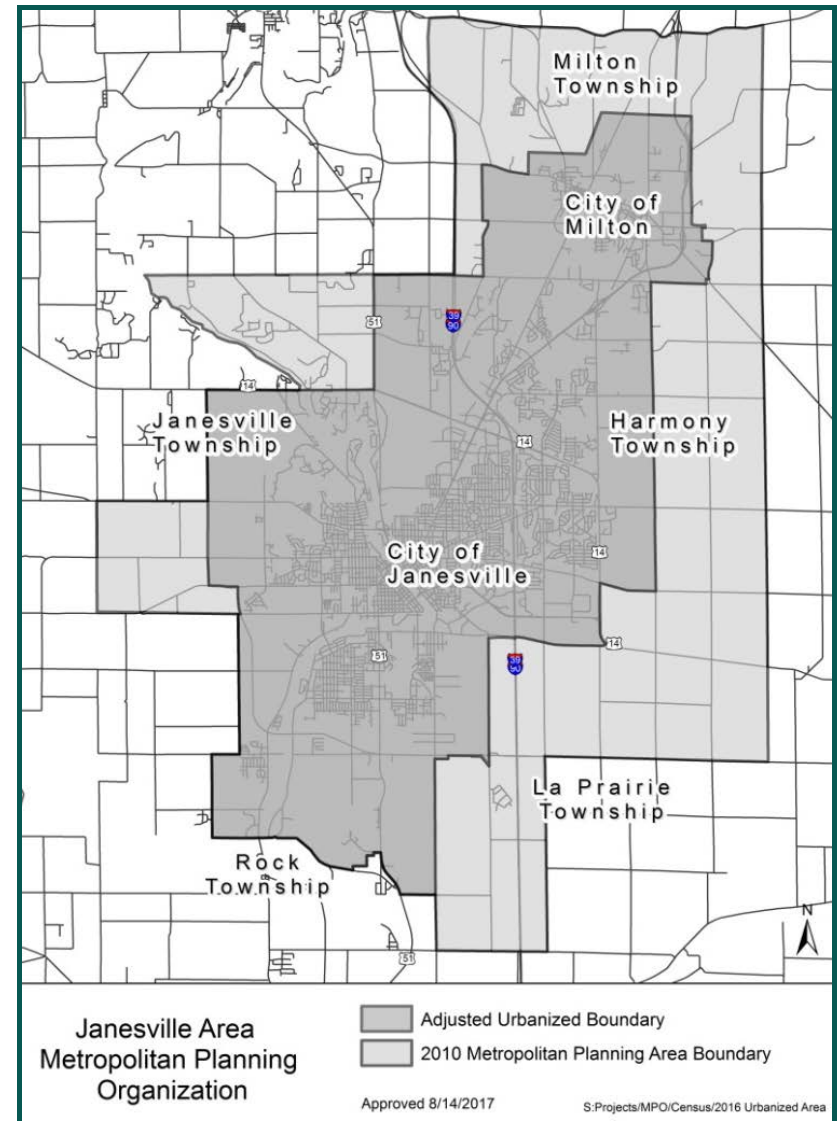 Milton
Township
City of
Milton
51
39
90
14
Janesville
Township
Harmony
Township
14
City of
Janesville
14
14
51
39
90
La Prairie
Township
Rock
Township
51
N
Janesville Area
Metropolitan Planning
Organization
Adjusted Urbanized Boundary
2010 Metropolitan Planning Area Boundary
Approved 8/14/2017
S:Projects/MPO/Census/2016 Urbanized Area